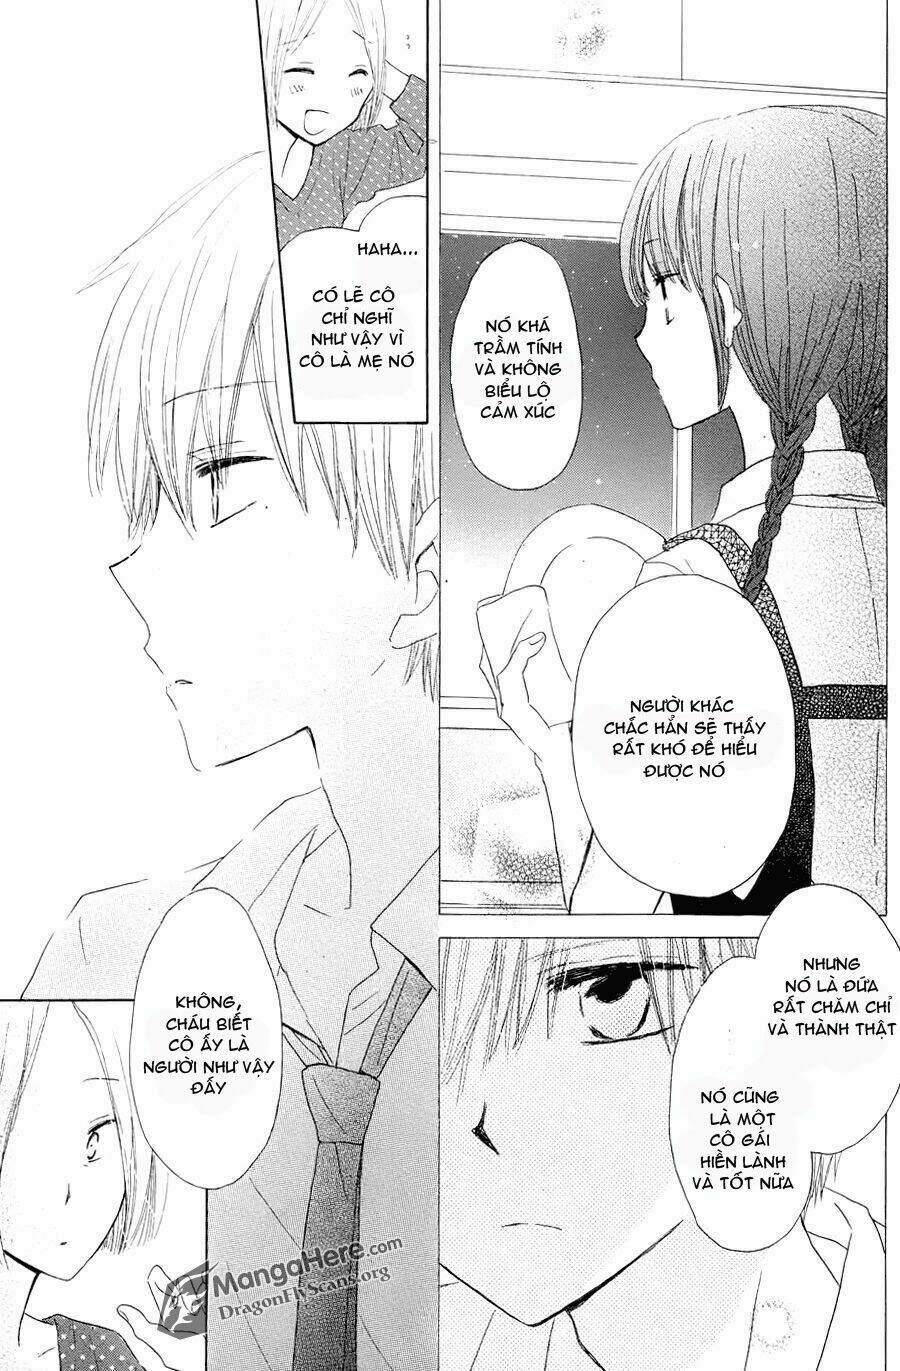 NÓ KHÁ
TRẦM TÍNH
VÀ KHÔNG
BIỂU LỘ
CẢM XÚC
NGƯỜI KHÁC
CHẮC HẲN SẼ THẤY
RẤT KHÓ ĐỂ HIỂU
ĐƯỢC NÓ
NHƯNG
NÓ LÀ ĐỨA
RẤT CHĂM CHỈ
VÀ THÀNH THẬT
NÓ CŨNG
LÀ MỘT
CÔ GÁI
HIỀN LÀNH
VÀ TỐT NỮA
HAHA...
CÓ LẼ CÔ
CHỈ NGHĨ
NHƯ VẬY VÌ
CÔ LÀ MẸ NÓ
KHÔNG,
CHÁU BIẾT
CÔ ẤY LÀ
NGƯỜI NHƯ VẬY
ĐẤY
MangaHere.com
DragonFlyScans.org